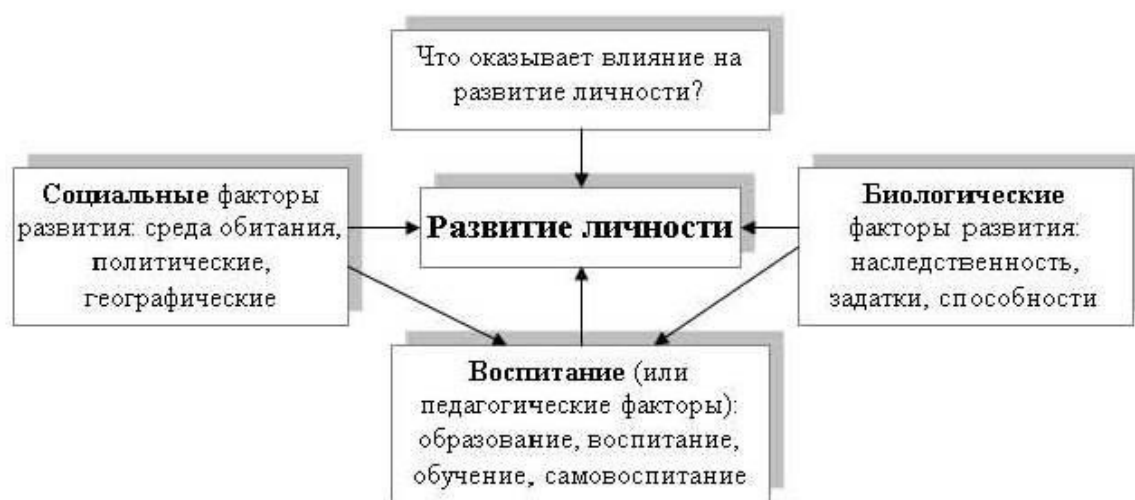 Что оказывает влияние на
развитие личности?
Социальные факторы
развития: среда обитания,
политические,
географические
Развитие личности
Биологические
факторы развития:
наследственность,
задатки, способности
Воспитание (или
педагогические факторы):
образование, воспитание,
обучение, самовоспитание